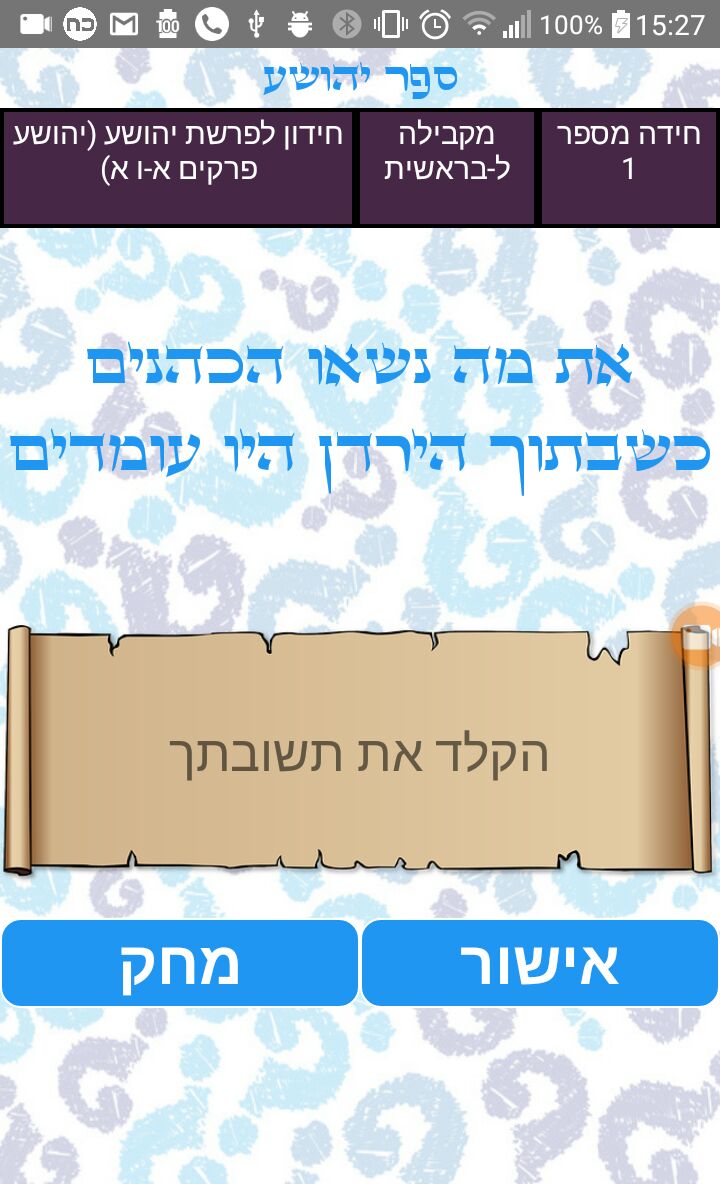 100% 15:27
ספר יהושע
חידה מספר
1
מקבילה
ל-בראשית
חידון לפרשת יהושע (יהושע
פרקים א-ו א)
את מה נשאו הכהנים
כשבתוך הירדן היו עומדים
הקלד את תשובתך
אישור
מחק